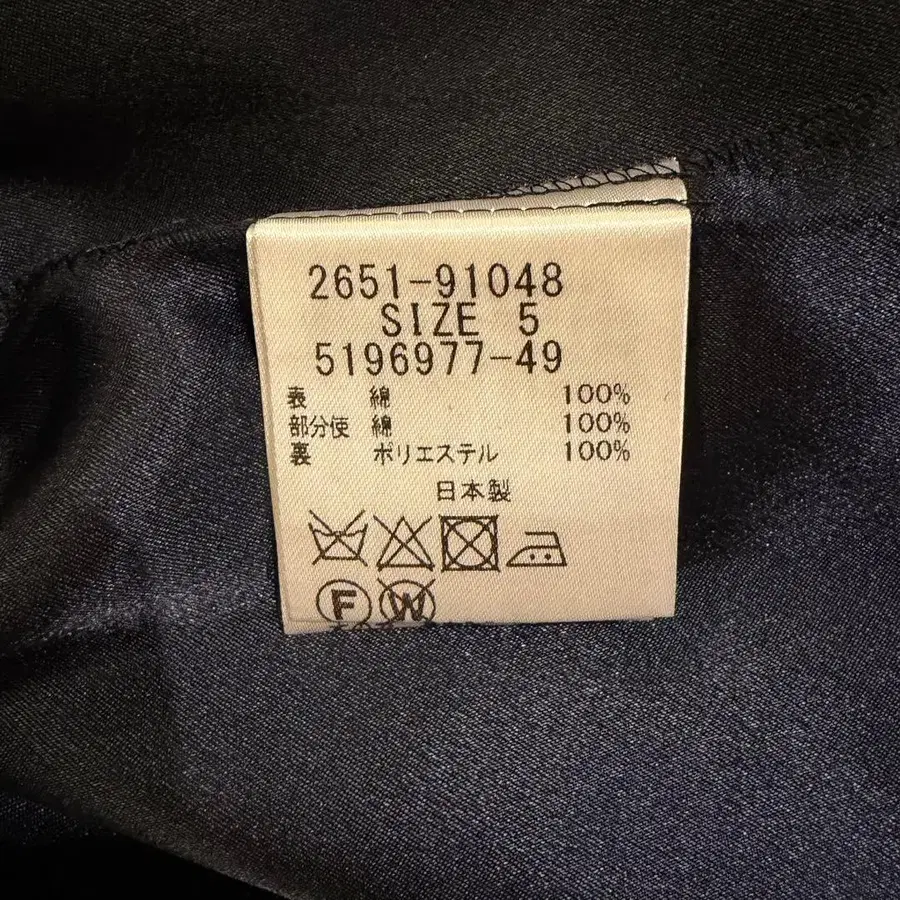 2651-91048
SIZE 5
5196977-49
表 綿 100%
部分使 綿 100%
裏 ポリエステル 100%
日本製
F W